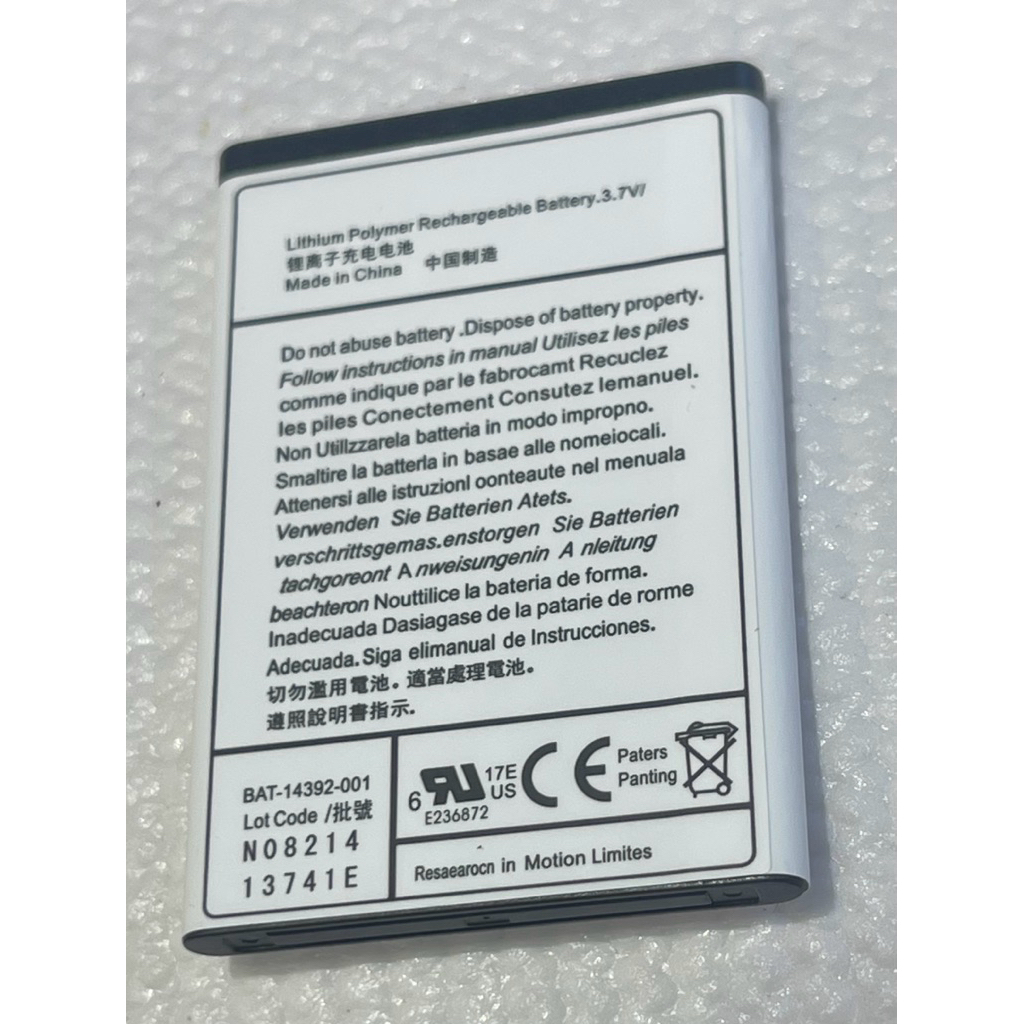 Lithium Polymer Rechargeable Battery.3.7V/
锂离子充电电池
Made in China 中国制造
Do not abuse battery .Dispose of battery property.
Follow instructions in manual Utilisez les piles
comme indique par le fabrocamt Recuclez
les piles Conectement Consutez lemanuel.
Non Utillzzarela batteria in modo impropno.
Smaltire la batterla in basae alle nomeiocali.
Attenersi alle istruzionl oonteaute nel menuala
Verwenden Sie Batterien Atets.
verschrittsgemas.enstorgen Sie Batterien
tachgoreont A nweisungenin A nleitung
beachteron Nouttilice la bateria de forma.
Inadecuada Dasiagase de la patarie de rorme
Adecuada.Siga elimanual de Instrucciones.
切勿濫用電池。適當處理電池。
遵照說明書指示.
BAT-14392-001
Lot Code /批號
N08214
13741E
6 17E
US
E236872
CE
Paters
Panting
Resaearocn in Motion Limites